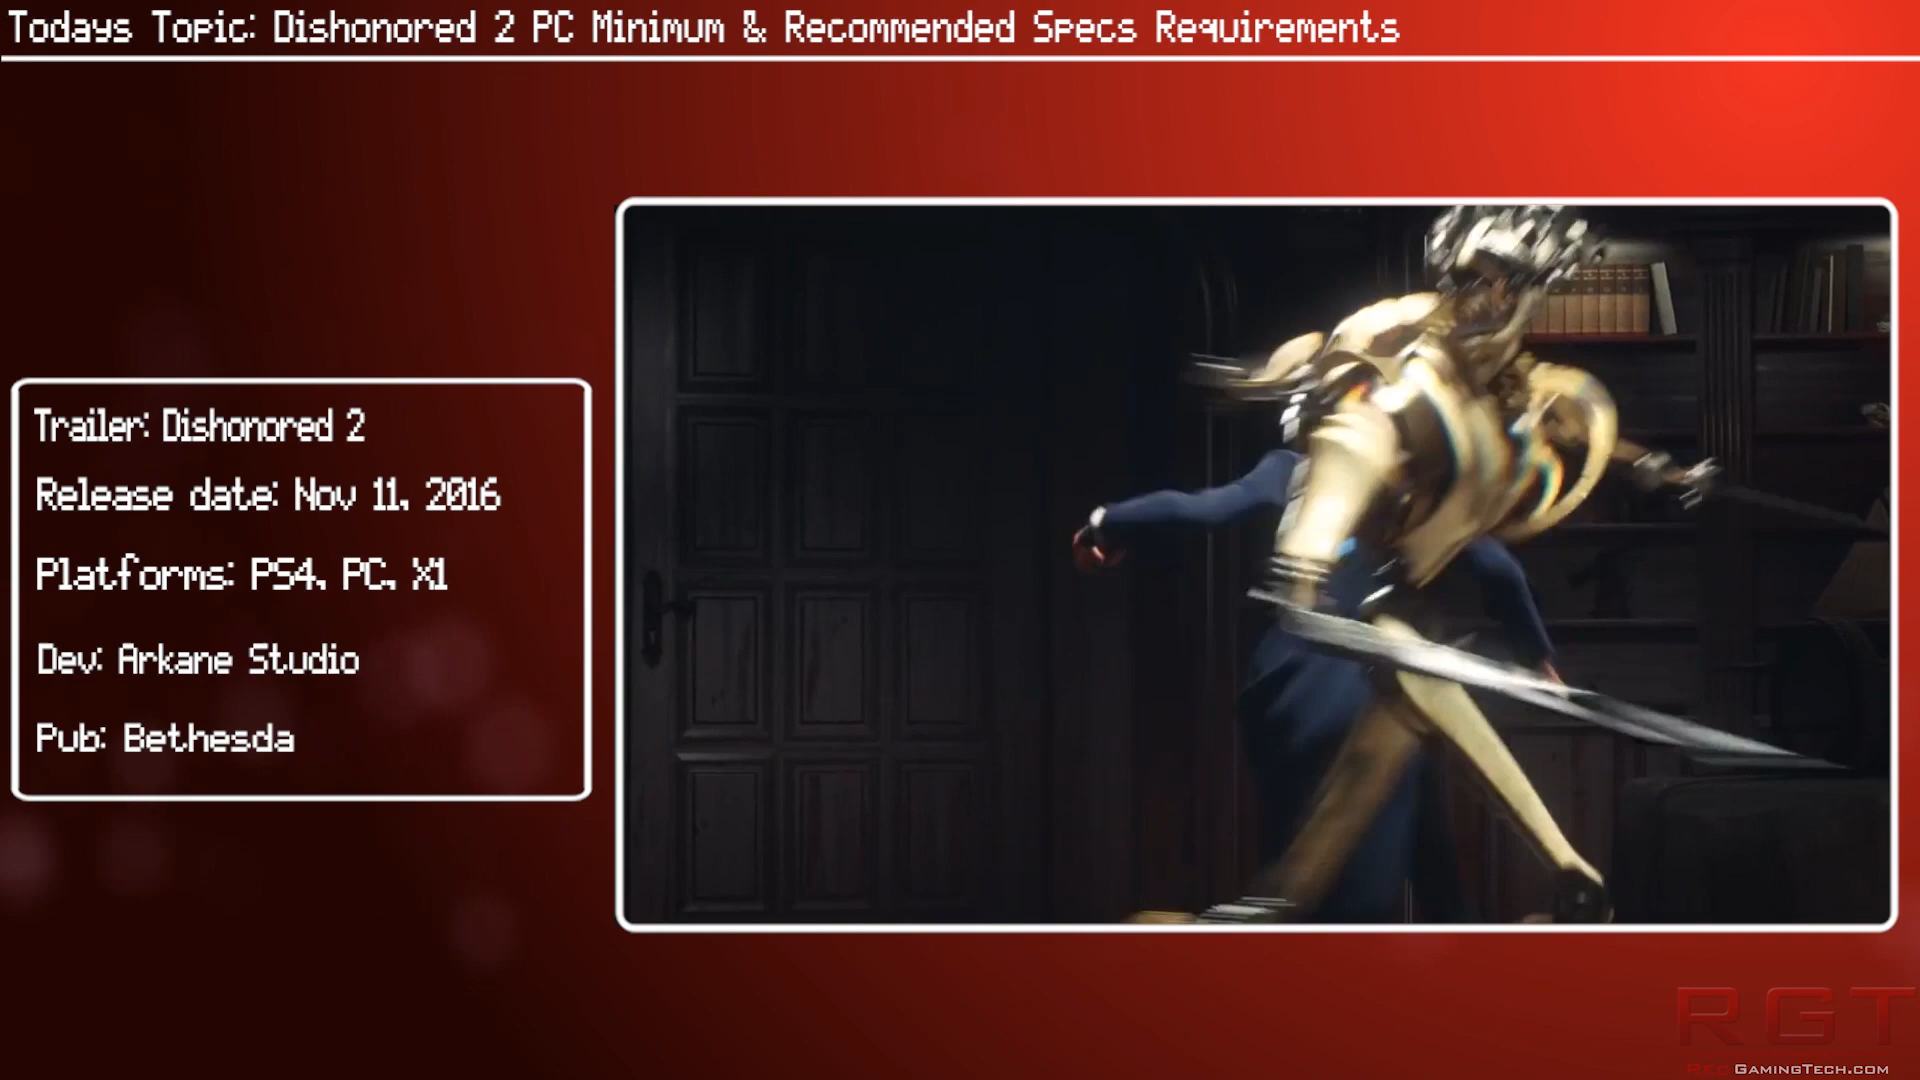 Todays Topic: Dishonored 2 PC Minimum & Recommended Specs Requirements
Trailer: Dishonored 2
Release date: Nov 11, 2016
Platforms: PS4, PC, X1
Dev: Arkane Studio
Pub: Bethesda
RGT
RedGamingTech.com